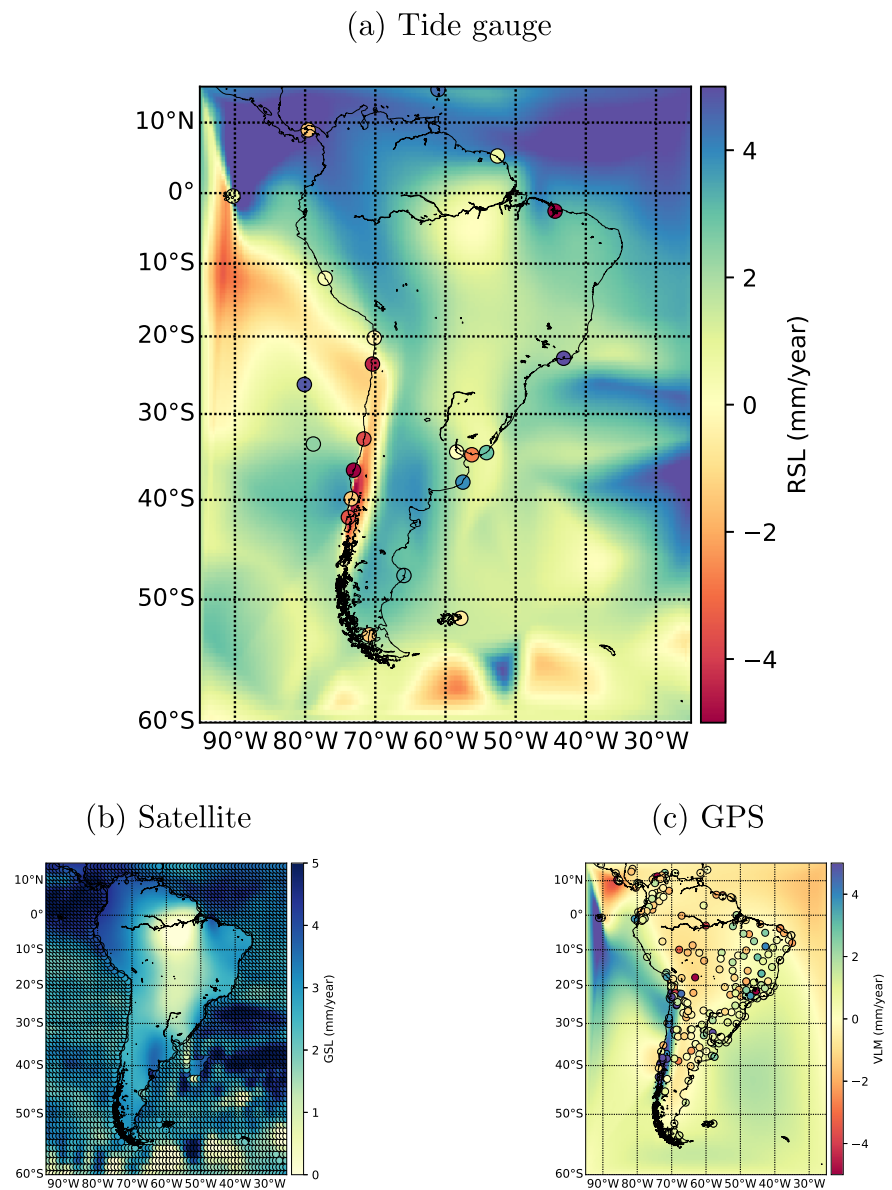 (a) Tide gauge
10°N
0°
10°S
20°S
30°S
40°S
50°S
60°S
90°W 80°W 70°W 60°W 50°W 40°W 30°W
4
2
0
−2
−4
RSL (mm/year)
(b) Satellite
10°N
0°
10°S
20°S
30°S
40°S
50°S
60°S
90°W 80°W 70°W 60°W 50°W 40°W 30°W
5
4
3
2
1
0
GSL (mm/year)
(c) GPS
10°N
0°
10°S
20°S
30°S
40°S
50°S
60°S
90°W 80°W 70°W 60°W 50°W 40°W 30°W
4
2
0
−2
−4
VLM (mm/year)